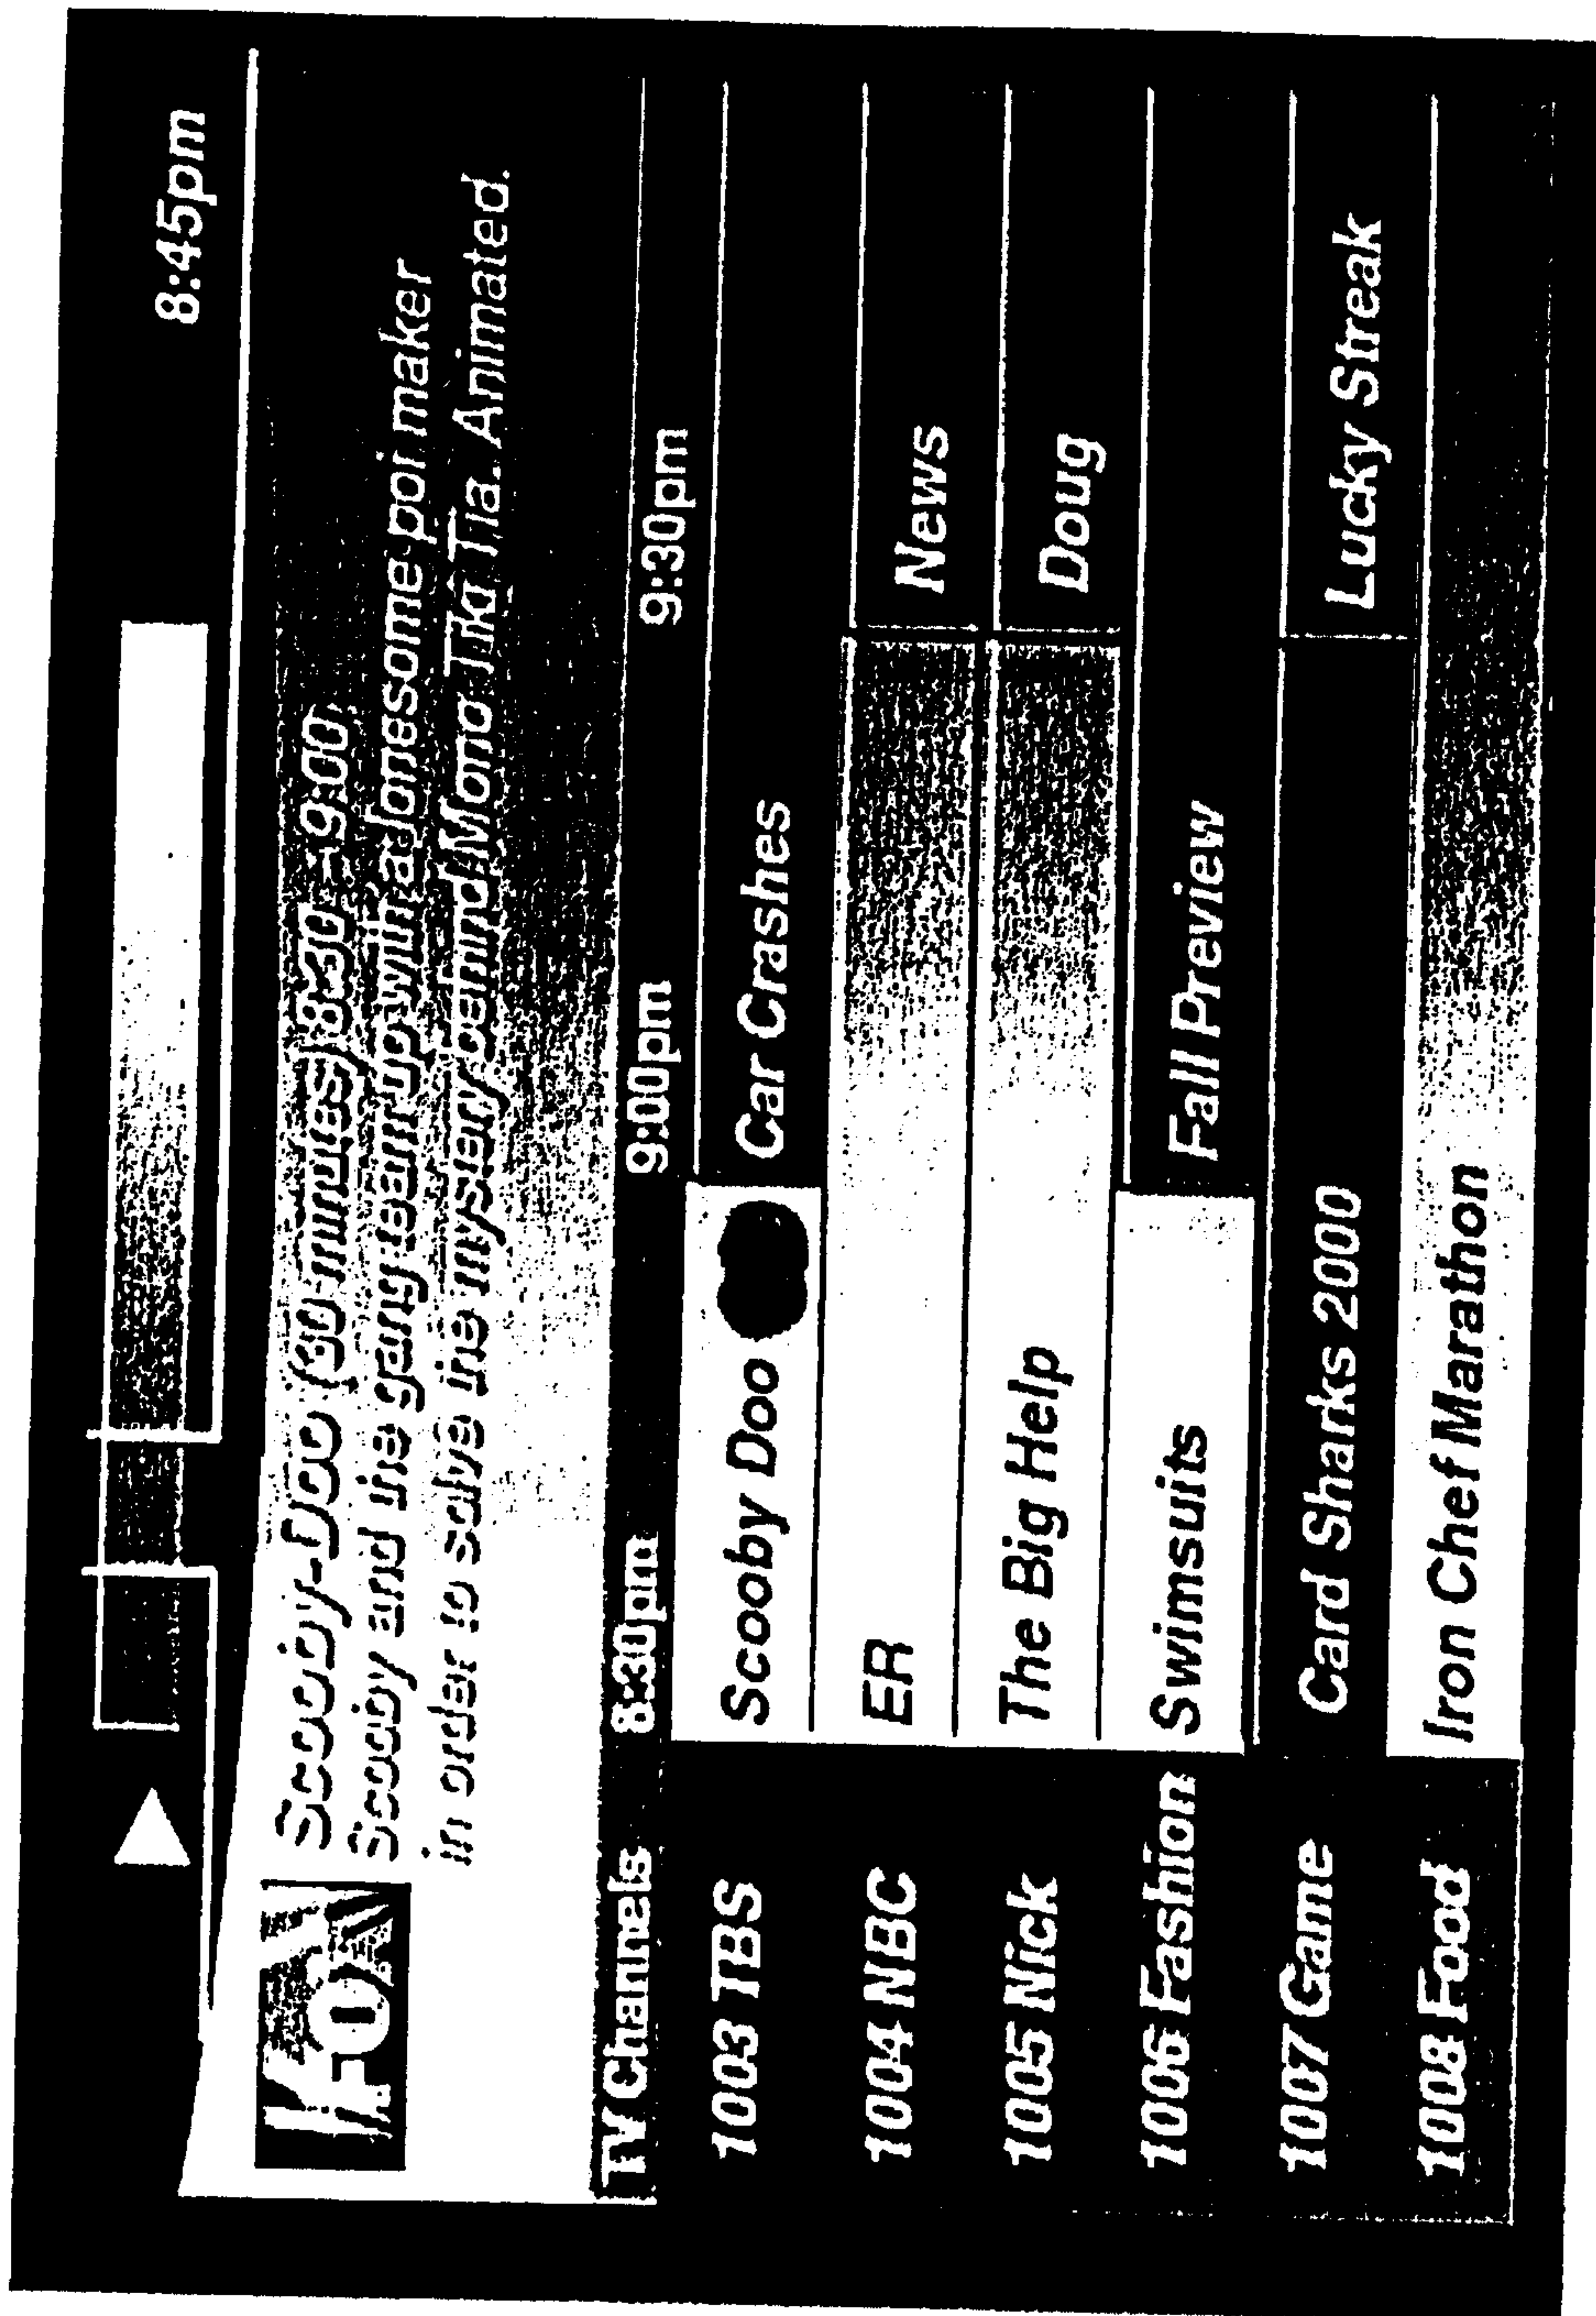 8:45pm
FOX
Scooby-Doo (30 minutes) 8:30 - 9:00
Scooby and the gang team up with a lonesome poi maker
in order to solve the mystery behind Mono Tiki Tia. Animated.
TV Channels 8:30pm 9:00pm 9:30pm
1003 TBS Scooby Doo Car Crashes
1004 NBC ER News
1005 Nick The Big Help Doug
1006 Fashion Swimsuits Fall Preview
1007 Game Card Sharks 2000 Lucky Streak
1008 Food Iron Chef Marathon